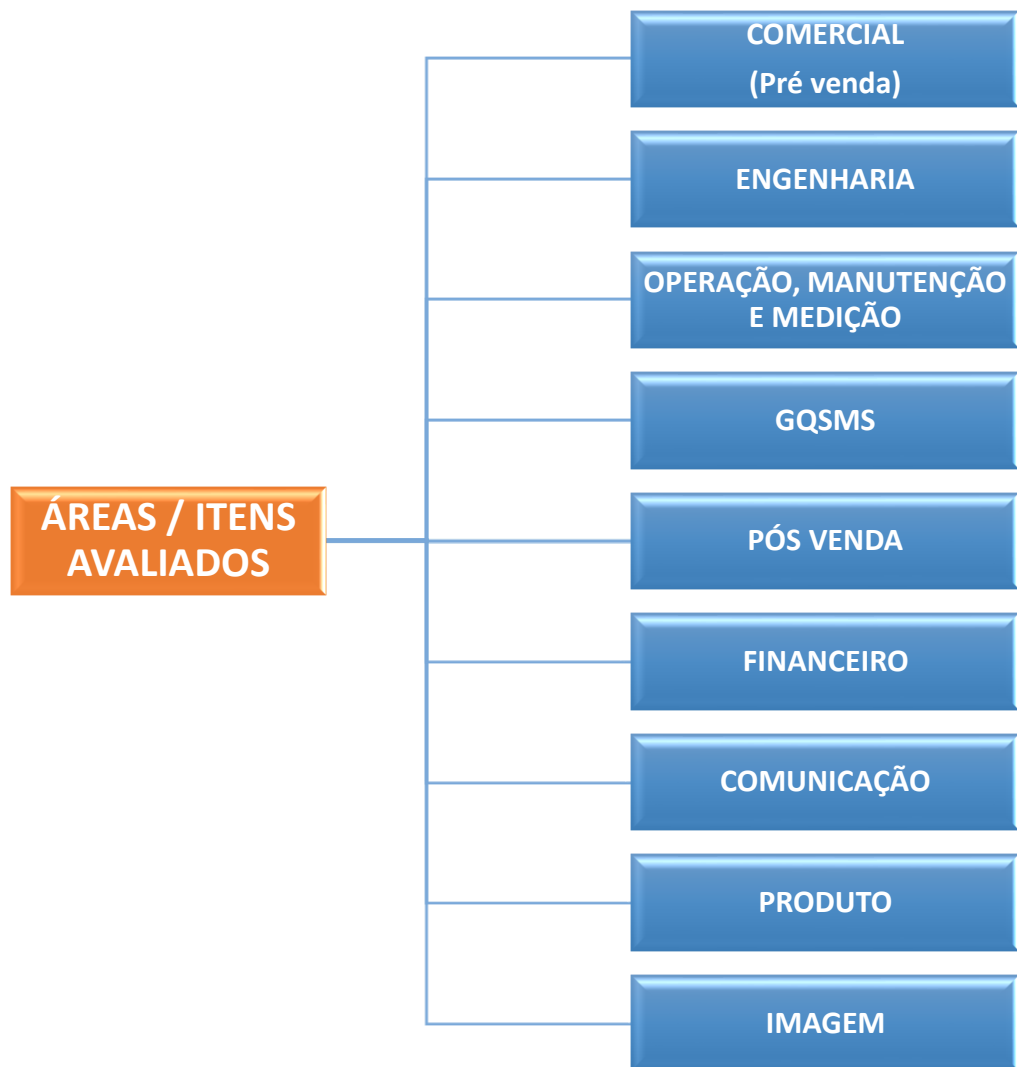 COMERCIAL
(Pré venda)
ENGENHARIA
OPERAÇÃO, MANUTENÇÃO
E MEDIÇÃO
GQSMS
ÁREAS / ITENS
AVALIADOS
PÓS VENDA
FINANCEIRO
COMUNICAÇÃO
PRODUTO
IMAGEM